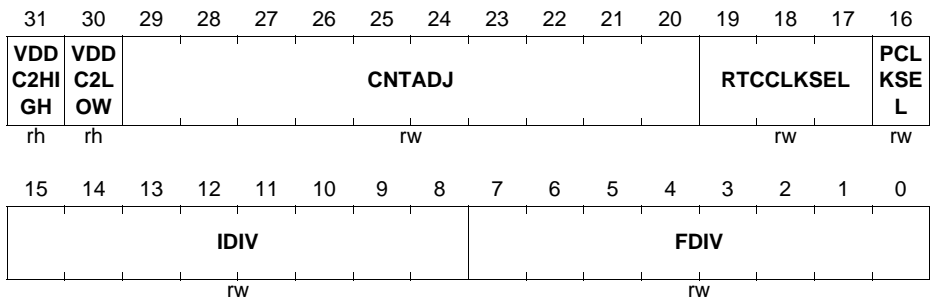 31 30 29 28 27 26 25 24 23 22 21 20 19 18 17 16
VDD VDD PCL
C2HI C2L CNTADJ RTCCLKSEL KSE
GH OW L
rh rh rw rw rw
15 14 13 12 11 10 9 8 7 6 5 4 3 2 1 0
IDIV FDIV
rw rw